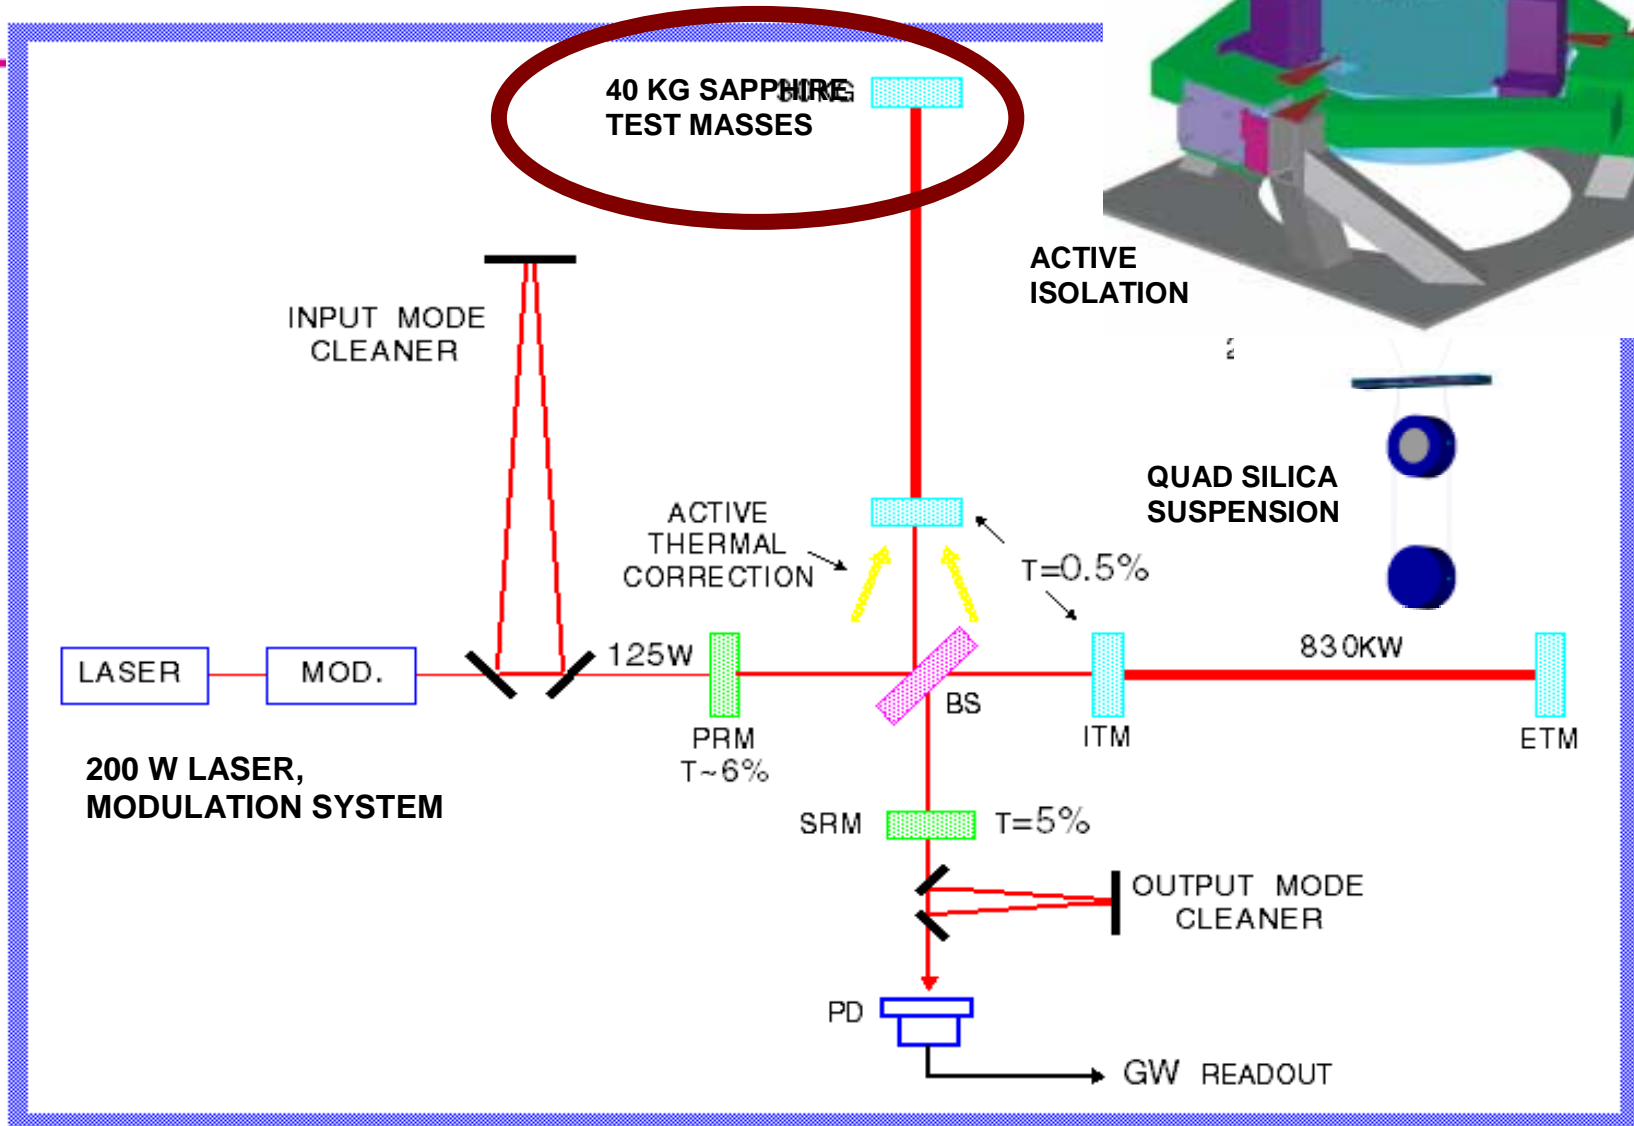 40 KG SAPPHIRE
TEST MASSES
ACTIVE
ISOLATION
INPUT MODE
CLEANER
QUAD SILICA
SUSPENSION
ACTIVE
THERMAL
CORRECTION
T=0.5%
125W
830KW
LASER
MOD.
BS
PRM
T~6%
ITM
ETM
200 W LASER,
MODULATION SYSTEM
SRM
T=5%
OUTPUT MODE
CLEANER
PD
GW READOUT